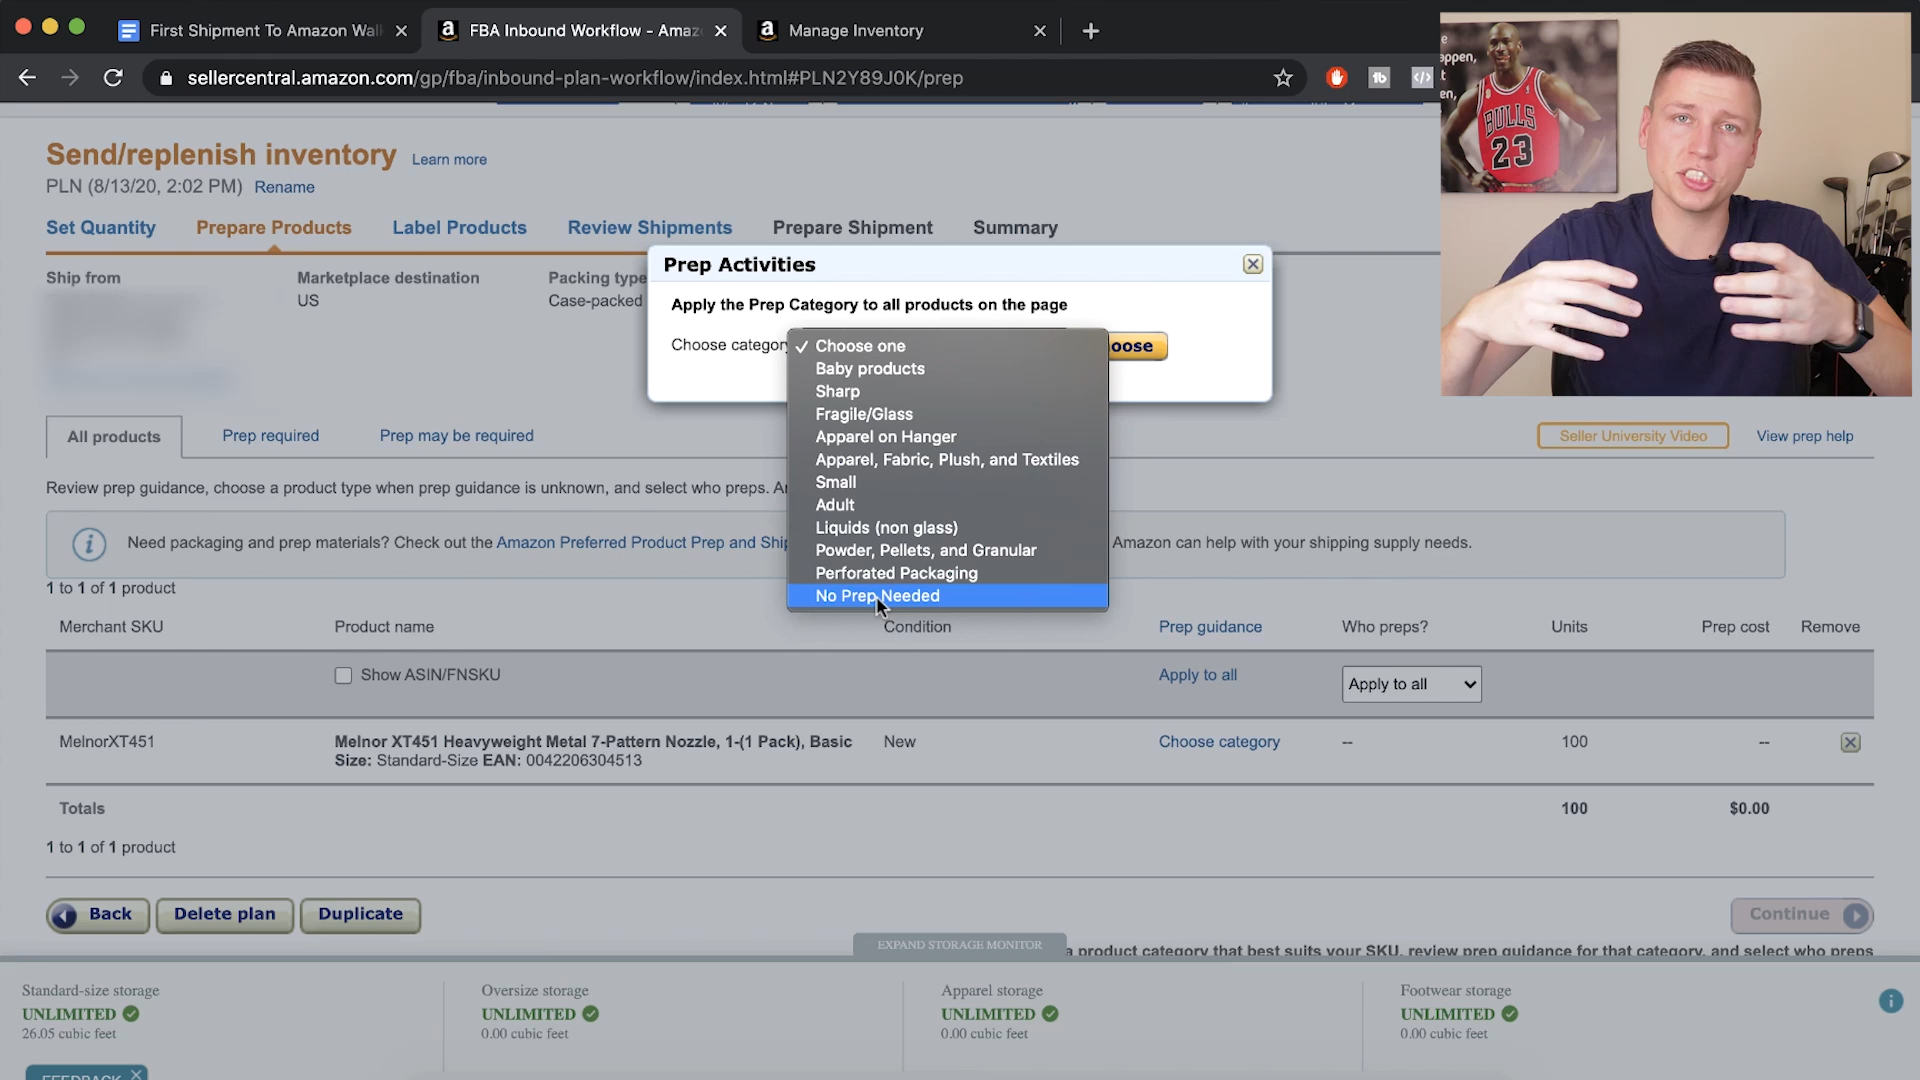 First Shipment To Amazon Wal
FBA Inbound Workflow - Amaz
Manage Inventory
sellercentral.amazon.com/gp/fba/inbound-plan-workflow/index.html#PLN2Y89J0K/prep
Send/replenish inventory Learn more
PLN (8/13/20, 2:02 PM) Rename
Set Quantity Prepare Products Label Products Review Shipments Prepare Shipment Summary
Ship from
Marketplace destination
US
Packing type
Case-packed
Prep Activities
Apply the Prep Category to all products on the page
Choose category
Choose one
oose
Baby products
Sharp
Fragile/Glass
Apparel on Hanger
Apparel, Fabric, Plush, and Textiles
Small
Adult
Liquids (non glass)
Powder, Pellets, and Granular
Perforated Packaging
No Prep Needed
BULLS
23
All products Prep required Prep may be required
Seller University Video View prep help
Review prep guidance, choose a product type when prep guidance is unknown, and select who preps.
Need packaging and prep materials? Check out the Amazon Preferred Product Prep and Ship
Amazon can help with your shipping supply needs.
1 to 1 of 1 product
Merchant SKU Product name Condition Prep guidance Who preps? Units Prep cost Remove
Show ASIN/FNSKU Apply to all Apply to all
MelnorXT451 Melnor XT451 Heavyweight Metal 7-Pattern Nozzle, 1-(1 Pack), Basic New Choose category -- 100 --
Size: Standard-Size EAN: 0042206304513
Totals 100 $0.00
1 to 1 of 1 product
Back Delete plan Duplicate Continue
EXPAND STORAGE MONITOR
a product category that best suits your SKU, review prep guidance for that category, and select who preps
Standard-size storage
UNLIMITED
26.05 cubic feet
Oversize storage
UNLIMITED
0.00 cubic feet
Apparel storage
UNLIMITED
0.00 cubic feet
Footwear storage
UNLIMITED
0.00 cubic feet
FEEDBACK